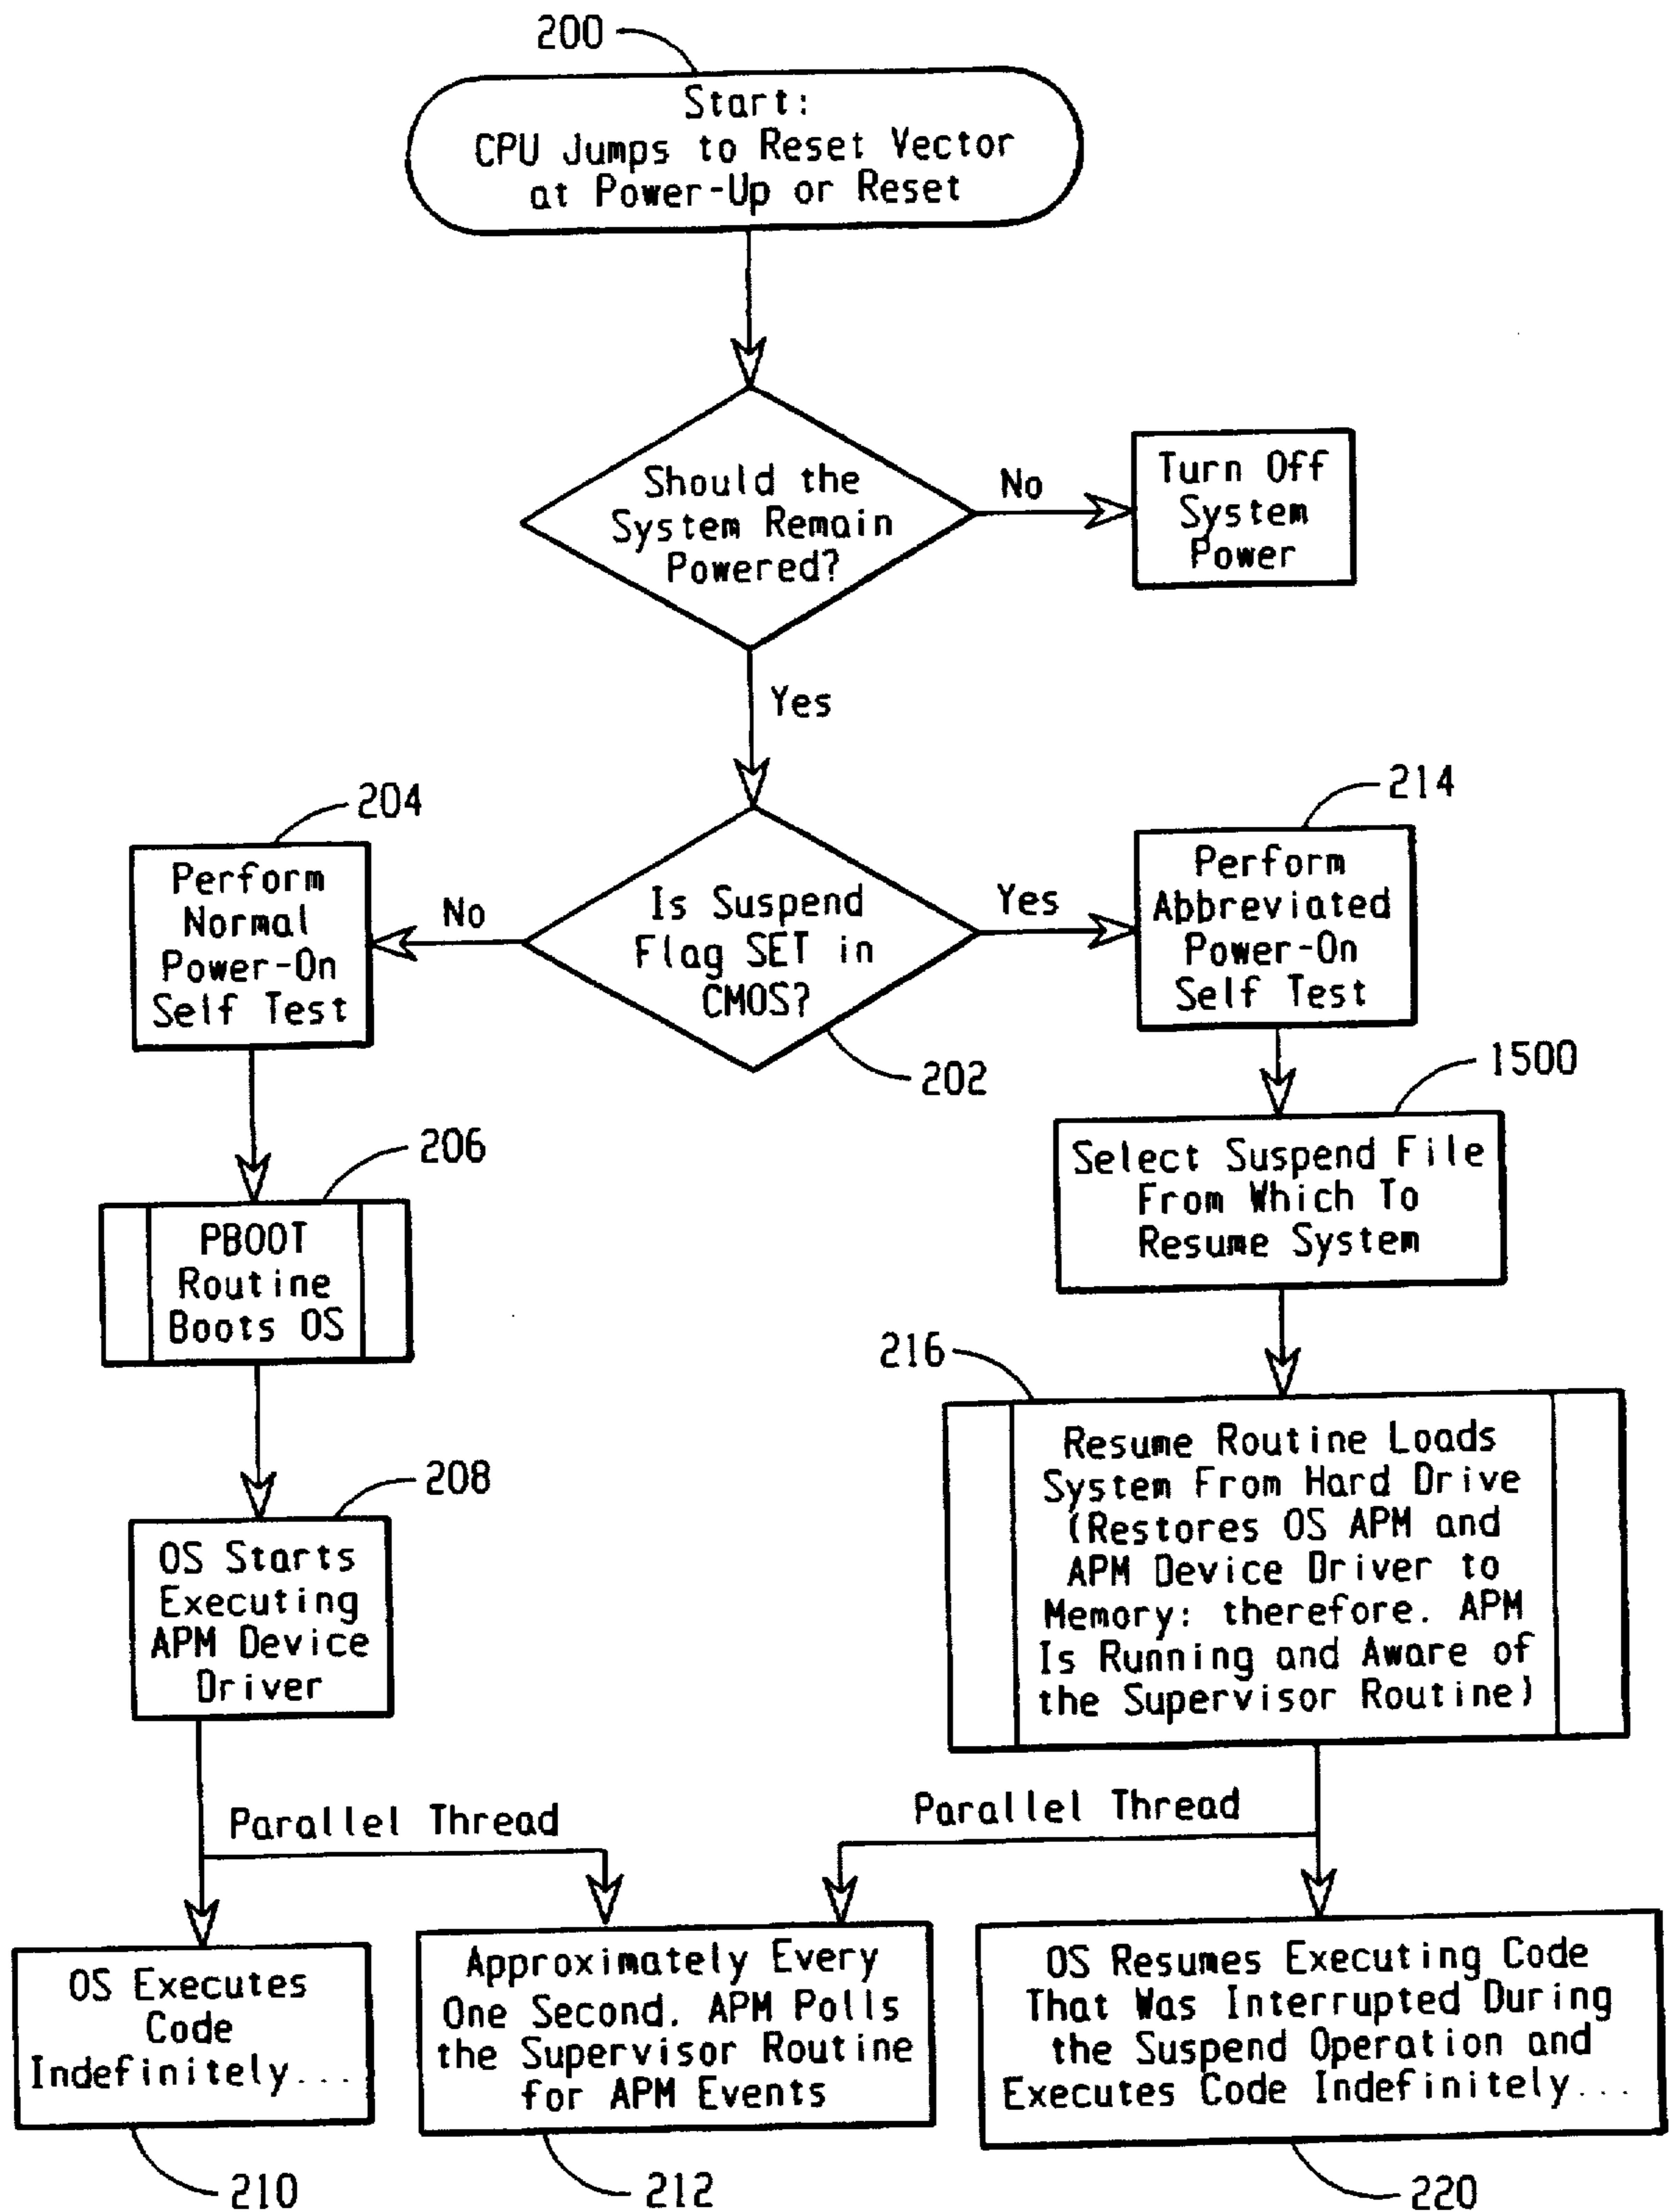 200
Start:
CPU Jumps to Reset Vector
at Power-Up or Reset
Should the
System Remain
Powered?
No
Turn Off
System
Power
Yes
204
Perform
Normal
Power-On
Self Test
No
Is Suspend
Flag SET in
CMOS?
202
Yes
214
Perform
Abbreviated
Power-On
Self Test
206
PBOOT
Routine
Boots OS
1500
Select Suspend File
From Which To
Resume System
208
OS Starts
Executing
APM Device
Driver
216
Resume Routine Loads
System From Hard Drive
(Restores OS APM and
APM Device Driver to
Memory: therefore. APM
Is Running and Aware of
the Supervisor Routine)
Parallel Thread
Parallel Thread
OS Executes
Code
Indefinitely...
210
Approximately Every
One Second. APM Polls
the Supervisor Routine
for APM Events
212
OS Resumes Executing Code
That Was Interrupted During
the Suspend Operation and
Executes Code Indefinitely...
220